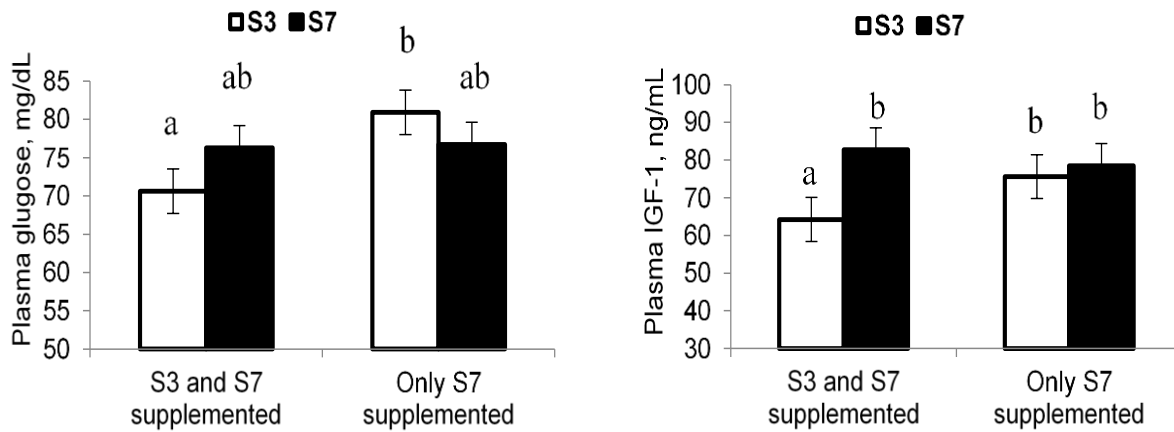 S3 S7
Plasma glugose, mg/dL
85
80
75
70
65
60
55
50
a
ab
b
ab
S3 and S7
supplemented
Only S7
supplemented
S3 S7
Plasma IGF-1, ng/mL
100
90
80
70
60
50
40
30
a
b
b
b
S3 and S7
supplemented
Only S7
supplemented